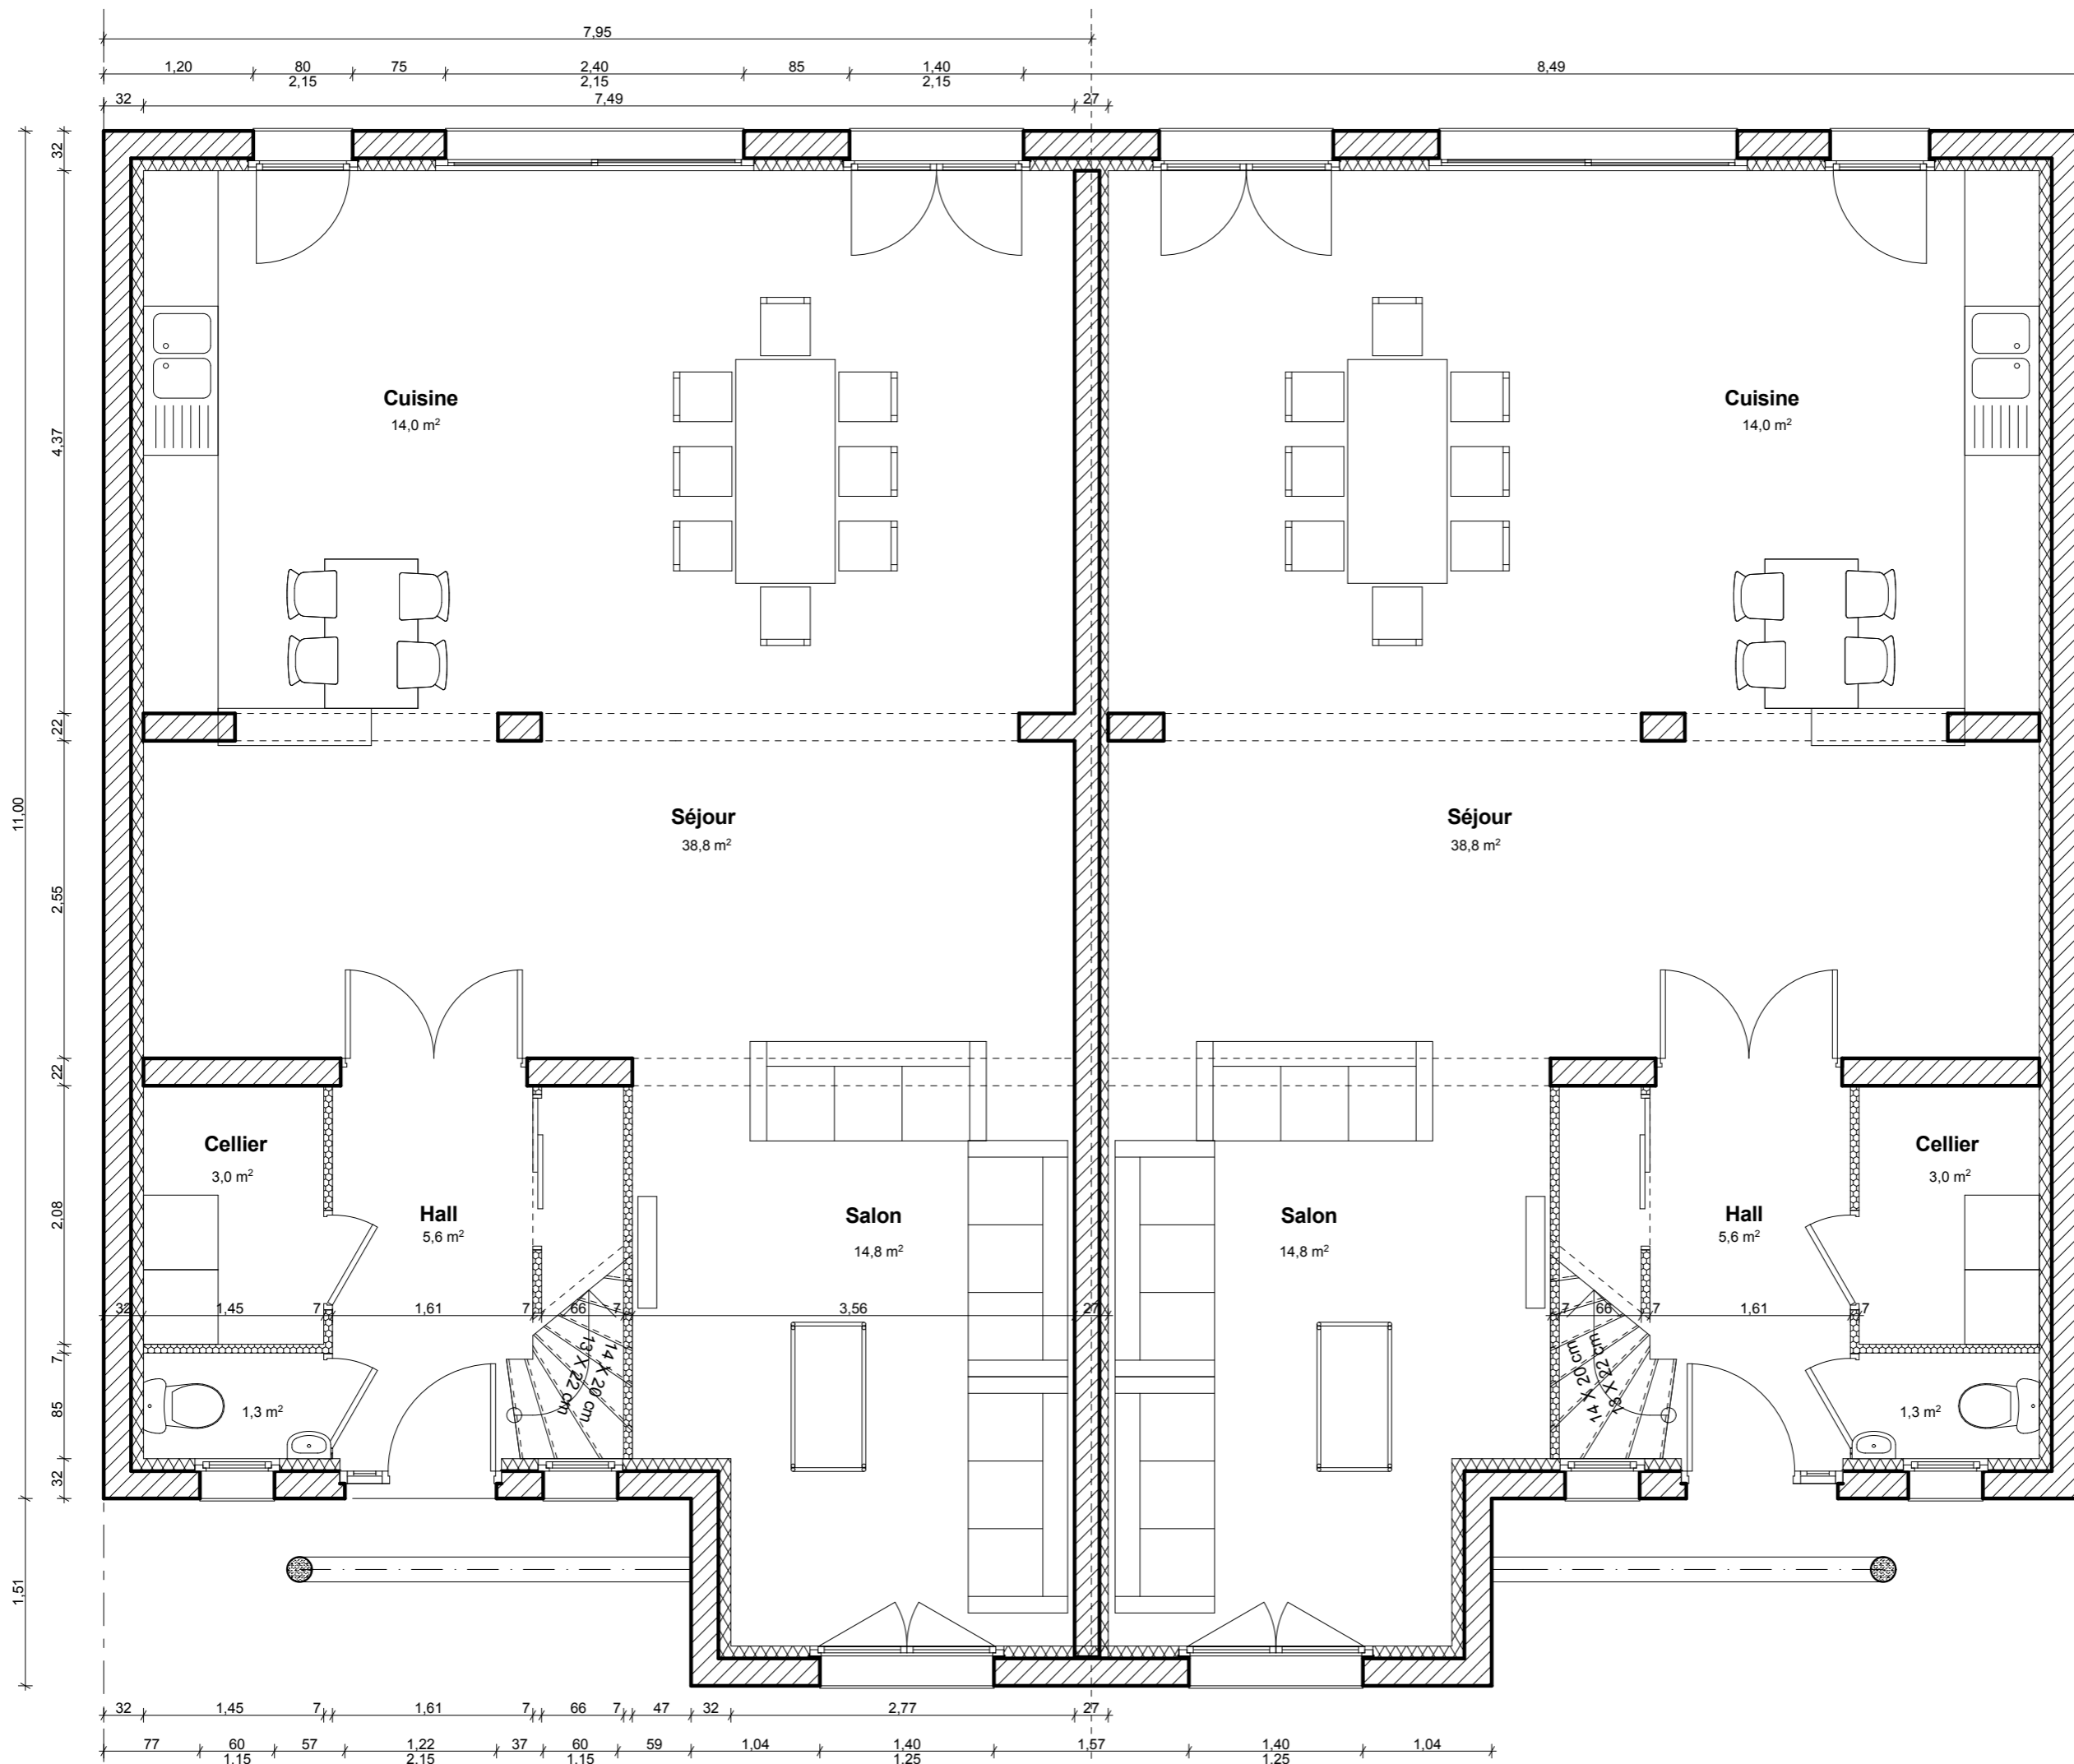 7,95
1,20 80 75 2,40 85 1,40 8,49
2,15 2,15 2,15
32 7,49 27
32
Cuisine Cuisine
14,0 m² 14,0 m²
4,37
22
11,00
Séjour Séjour
38,8 m² 38,8 m²
2,55
22
Cellier Cellier
3,0 m² 3,0 m²
2,08
Hall Salon Salon Hall
5,6 m² 14,8 m² 14,8 m² 5,6 m²
32 1,45 7 1,61 7 66 7 3,56 27 7 66 7 1,61 7
7
14 X 20 cm 14 X 20 cm
13 X 22 cm 13 X 22 cm
85
1,3 m² 1,3 m²
32
1,51
32 1,45 7 1,61 7 66 7 47 32 2,77 27
77 60 57 1,22 37 60 59 1,04 1,40 1,57 1,40 1,04
1,15 2,15 1,15 1,25 1,25